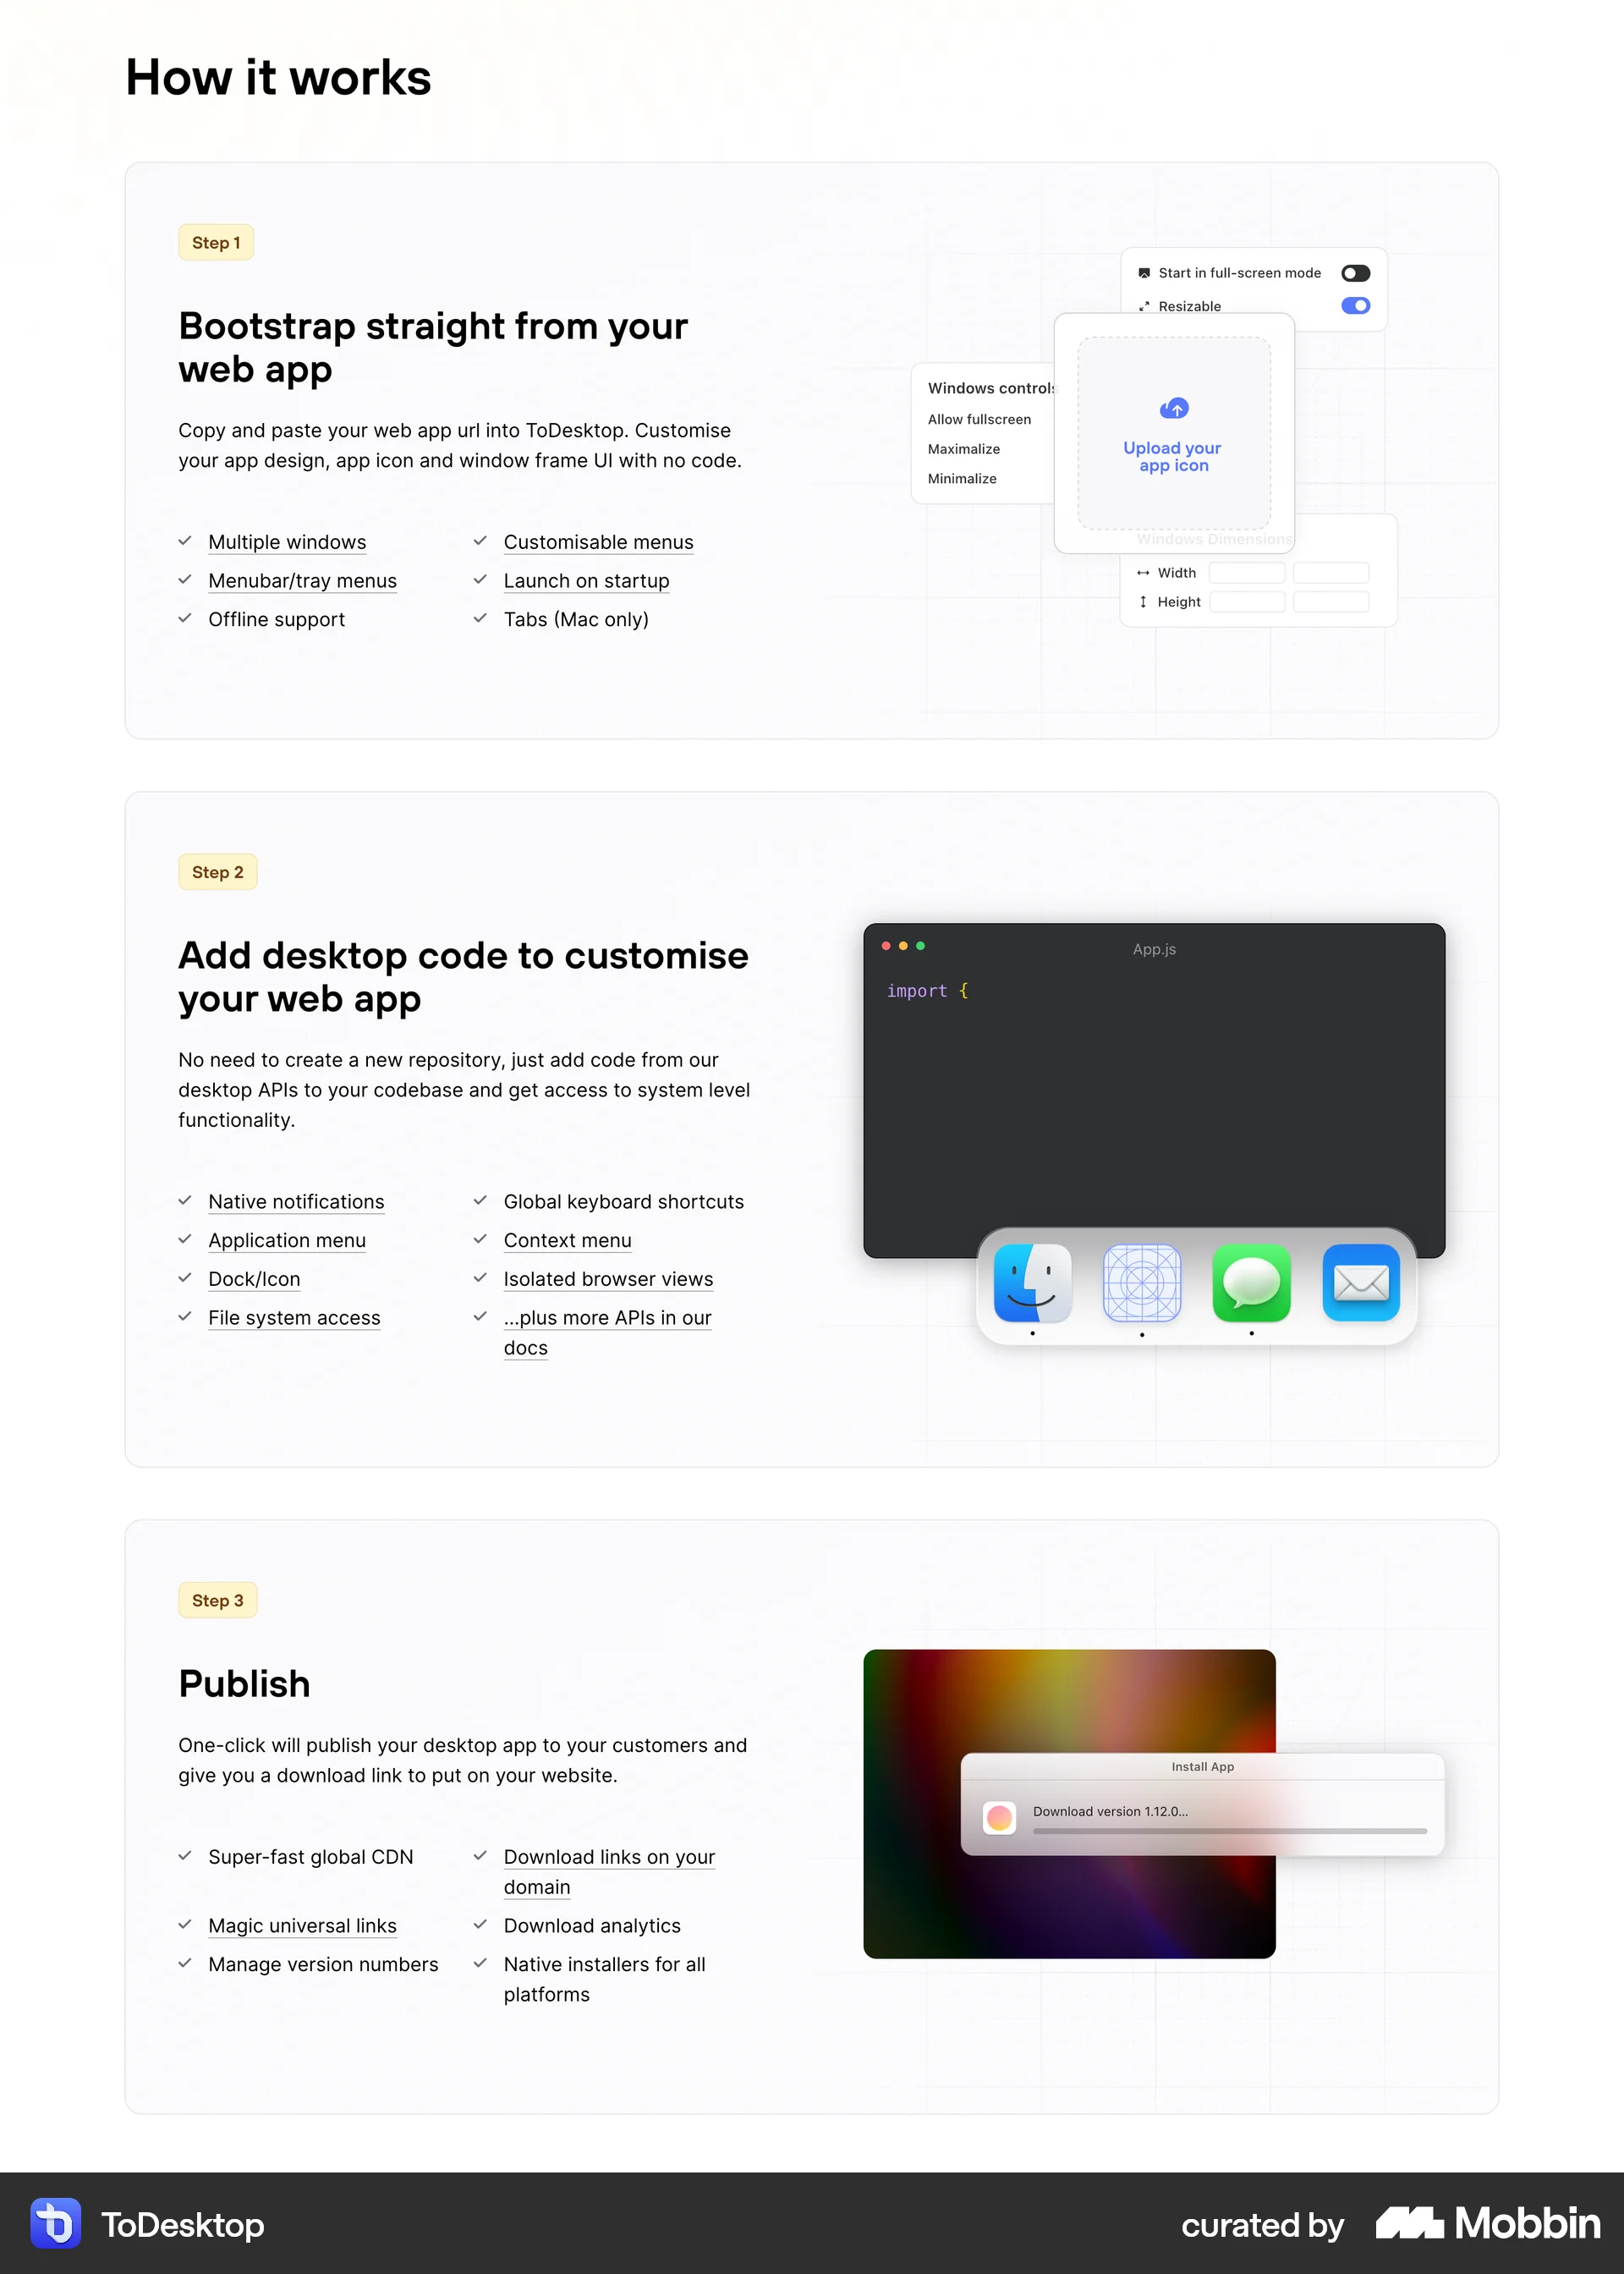 How it works
Step 1
Bootstrap straight from your
web app
Copy and paste your web app url into ToDesktop. Customise
your app design, app icon and window frame UI with no code.
Multiple windows
Customisable menus
Menubar/tray menus
Launch on startup
Offline support
Tabs (Mac only)
Start in full-screen mode
Resizable
Windows controls
Allow fullscreen
Maximalize
Minimalize
Upload your
app icon
Windows Dimensions
Width
Height
Step 2
Add desktop code to customise
your web app
No need to create a new repository, just add code from our
desktop APIs to your codebase and get access to system level
functionality.
Native notifications
Global keyboard shortcuts
Application menu
Context menu
Dock/Icon
Isolated browser views
File system access
...plus more APIs in our
docs
App.js
import {
Step 3
Publish
One-click will publish your desktop app to your customers and
give you a download link to put on your website.
Super-fast global CDN
Download links on your
domain
Magic universal links
Download analytics
Manage version numbers
Native installers for all
platforms
Install App
Download version 1.12.0...
ToDesktop
curated by Mobbin